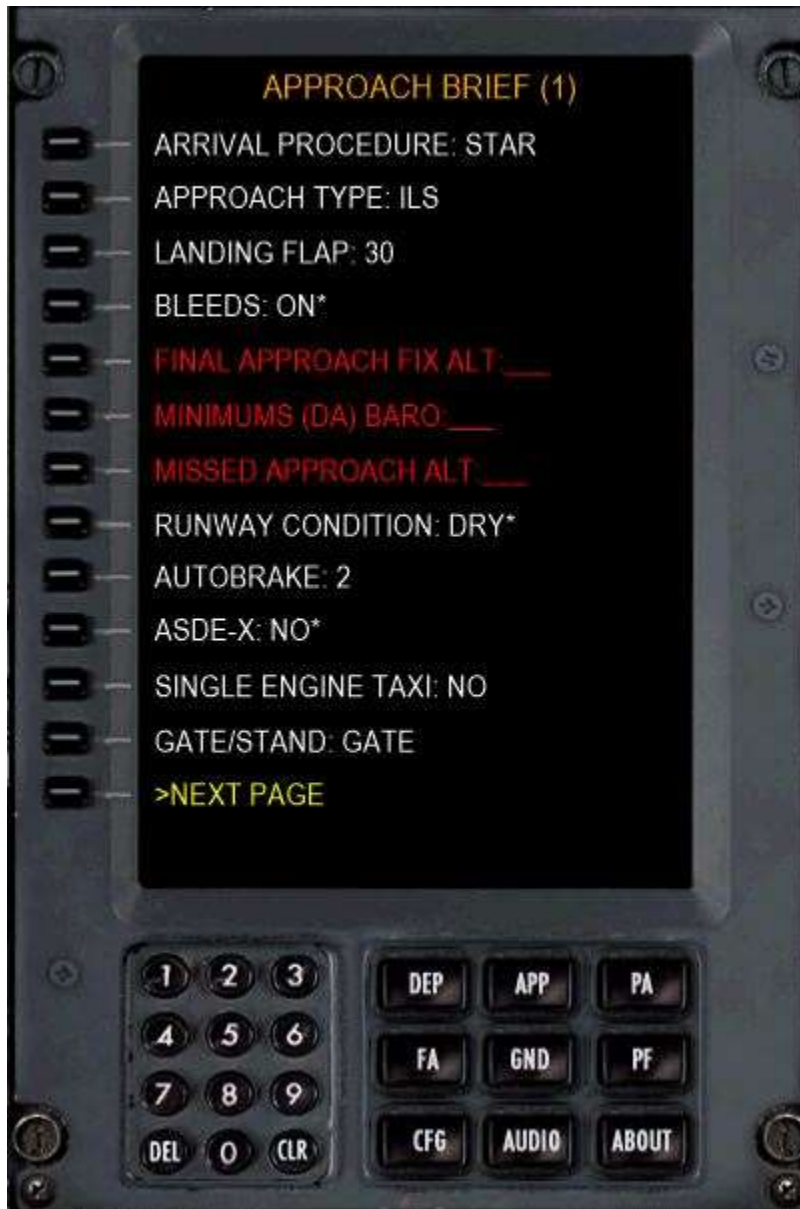 APPROACH BRIEF (1)
ARRIVAL PROCEDURE: STAR
APPROACH TYPE: ILS
LANDING FLAP: 30
BLEEDS: ON*
FINAL APPROACH FIX ALT:___
MINIMUMS (DA) BARO:___
MISSED APPROACH ALT:___
RUNWAY CONDITION: DRY*
AUTOBRAKE: 2
ASDE-X: NO*
SINGLE ENGINE TAXI: NO
GATE/STAND: GATE
>NEXT PAGE
1 2 3
4 5 6
7 8 9
DEL 0 CLR
DEP APP PA
FA GND PF
CFG AUDIO ABOUT